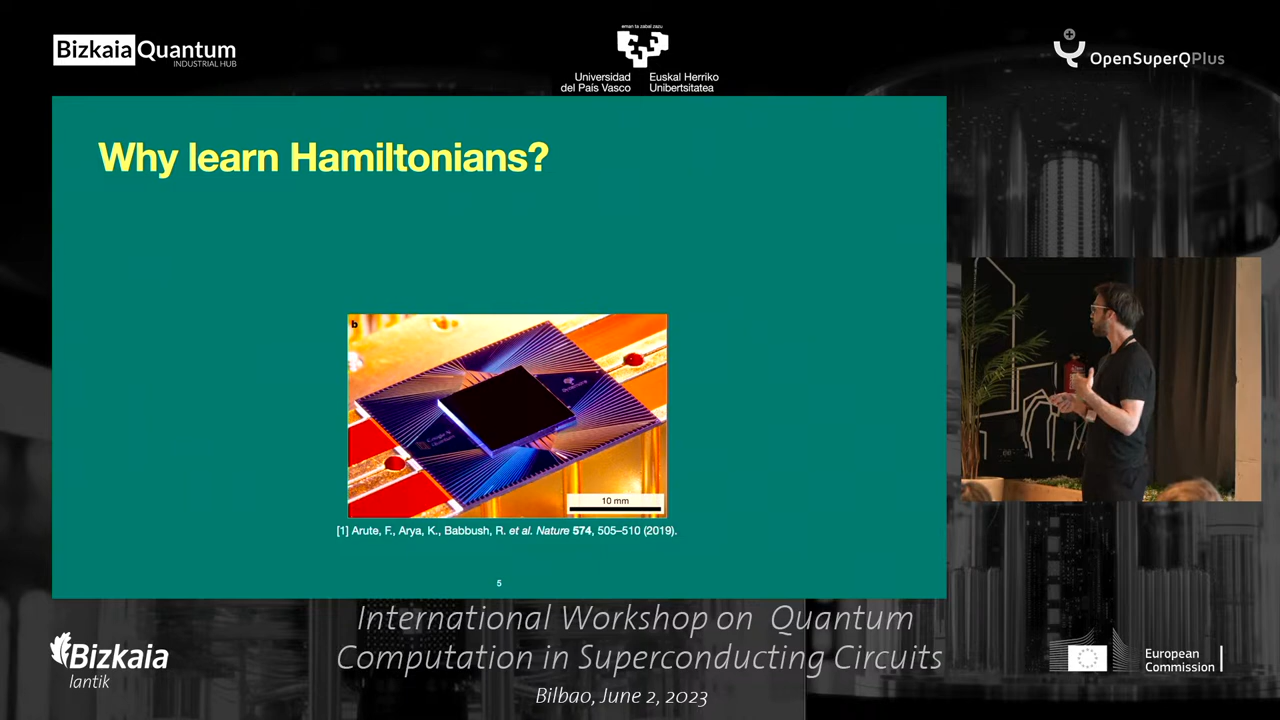 Bizkaia Quantum
INDUSTRIAL HUB
eman ta zabal zazu
Universidad
del País Vasco
Euskal Herriko
Unibertsitatea
OpenSuperQPlus
Why learn Hamiltonians?
b
10 mm
[1] Arute, F., Arya, K., Babbush, R. et al. Nature 574, 505–510 (2019).
5
International Workshop on Quantum
Computation in Superconducting Circuits
Bilbao, June 2, 2023
Bizkaia
lantik
European
Commission